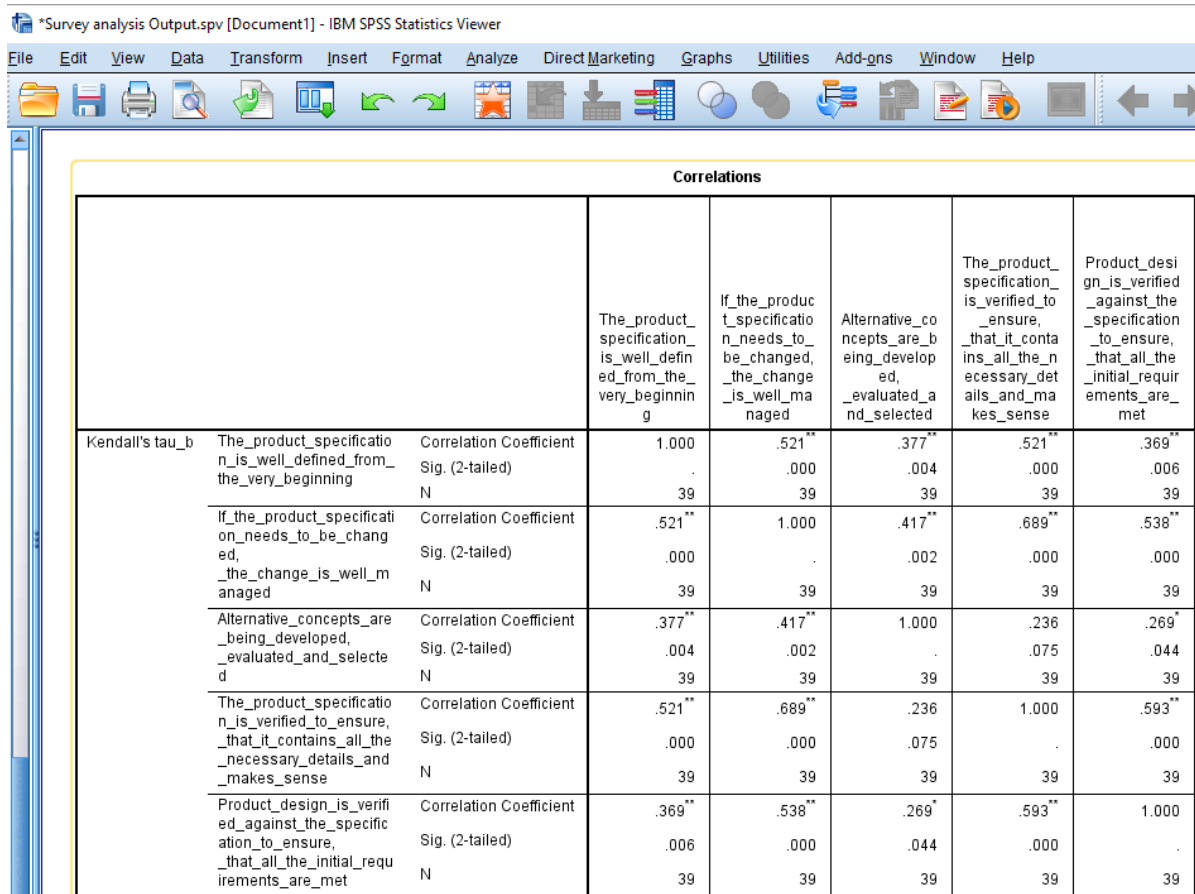 *Survey analysis Output.spv [Document1] - IBM SPSS Statistics Viewer
File Edit View Data Transform Insert Format Analyze Direct Marketing Graphs Utilities Add-ons Window Help
Correlations
The_product_
specification_
is_well_defin
ed_from_the_
very_beginnin
g
If_the_produc
t_specificatio
n_needs_to_
be_changed,
_the_change
_is_well_ma
naged
Alternative_co
ncepts_are_b
eing_develop
ed,
_evaluated_a
nd_selected
The_product_
specification_
is_verified_to
_ensure,
_that_it_conta
ins_all_the_n
ecessary_det
ails_and_ma
kes_sense
Product_desi
gn_is_verified
_against_the
_specification
_to_ensure,
_that_all_the
_initial_requir
ements_are_
met
Kendall's tau_b
The_product_specificatio
n_is_well_defined_from_
the_very_beginning
Correlation Coefficient 1.000 .521** .377** .521** .369**
Sig. (2-tailed) . .000 .004 .000 .006
N 39 39 39 39 39
If_the_product_specificati
on_needs_to_be_chang
ed,
_the_change_is_well_m
anaged
Correlation Coefficient .521** 1.000 .417** .689** .538**
Sig. (2-tailed) .000 . .002 .000 .000
N 39 39 39 39 39
Alternative_concepts_are
_being_developed,
_evaluated_and_selecte
d
Correlation Coefficient .377** .417** 1.000 .236 .269*
Sig. (2-tailed) .004 .002 . .075 .044
N 39 39 39 39 39
The_product_specificatio
n_is_verified_to_ensure,
_that_it_contains_all_the
_necessary_details_and
_makes_sense
Correlation Coefficient .521** .689** .236 1.000 .593**
Sig. (2-tailed) .000 .000 .075 . .000
N 39 39 39 39 39
Product_design_is_verifi
ed_against_the_specific
ation_to_ensure,
_that_all_the_initial_requ
irements_are_met
Correlation Coefficient .369** .538** .269* .593** 1.000
Sig. (2-tailed) .006 .000 .044 .000 .
N 39 39 39 39 39